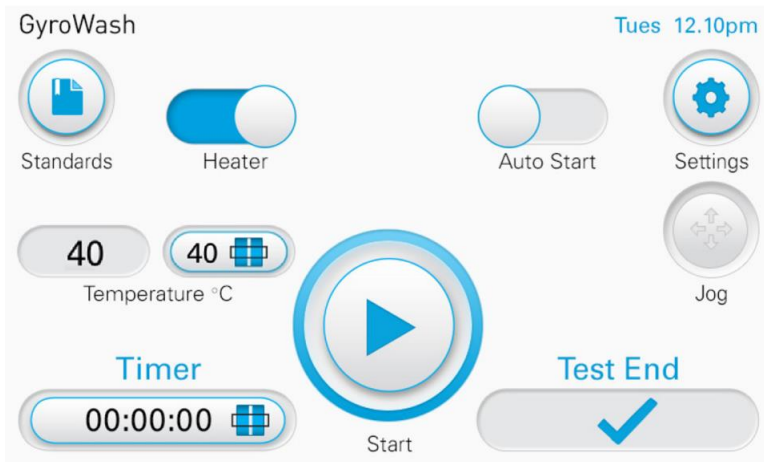 GyroWash
Tues 12.10pm
Standards
Heater
Auto Start
Settings
40
40
Temperature °C
Jog
Timer
Test End
00:00:00
Start